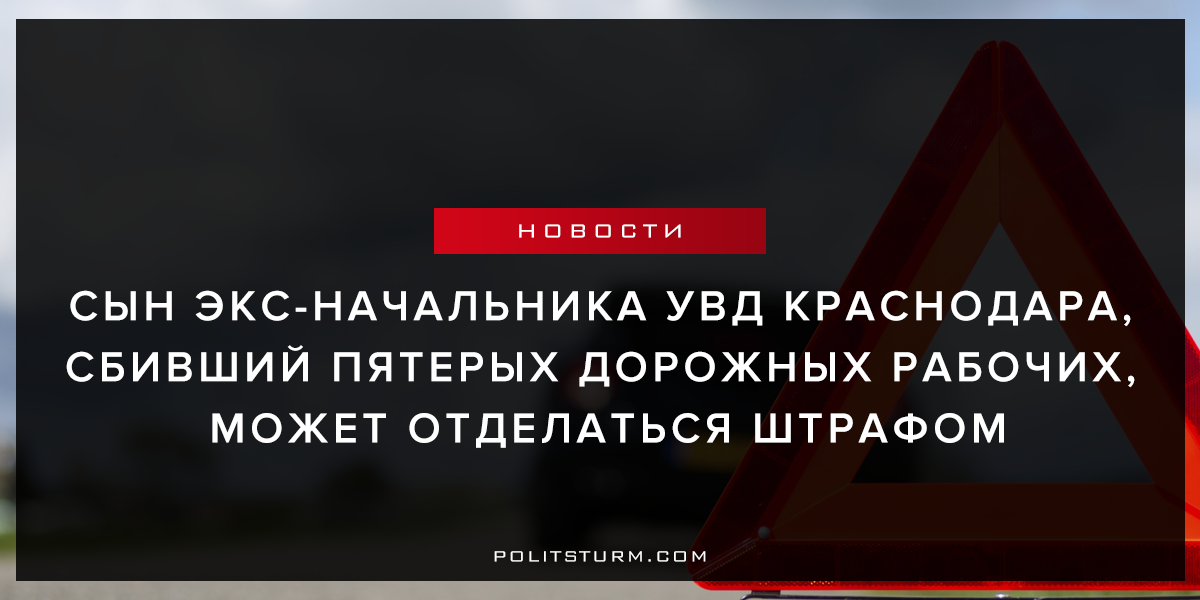 НОВОСТИ
СЫН ЭКС-НАЧАЛЬНИКА УВД КРАСНОДАРА,
СБИВШИЙ ПЯТЕРЫХ ДОРОЖНЫХ РАБОЧИХ,
МОЖЕТ ОТДЕЛАТЬСЯ ШТРАФОМ
POLITSTURM.COM